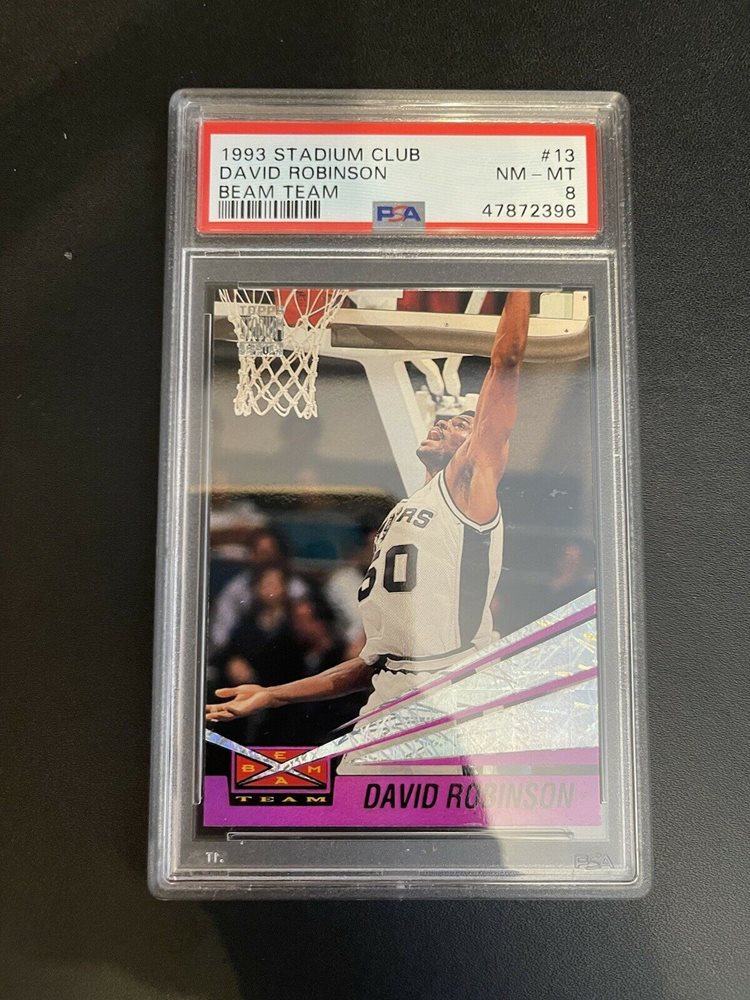 1993 STADIUM CLUB #13
DAVID ROBINSON NM – MT
BEAM TEAM 8
PSA 47872396
TOPPS
50
BEAM
TEAM
DAVID ROBINSON
PSA